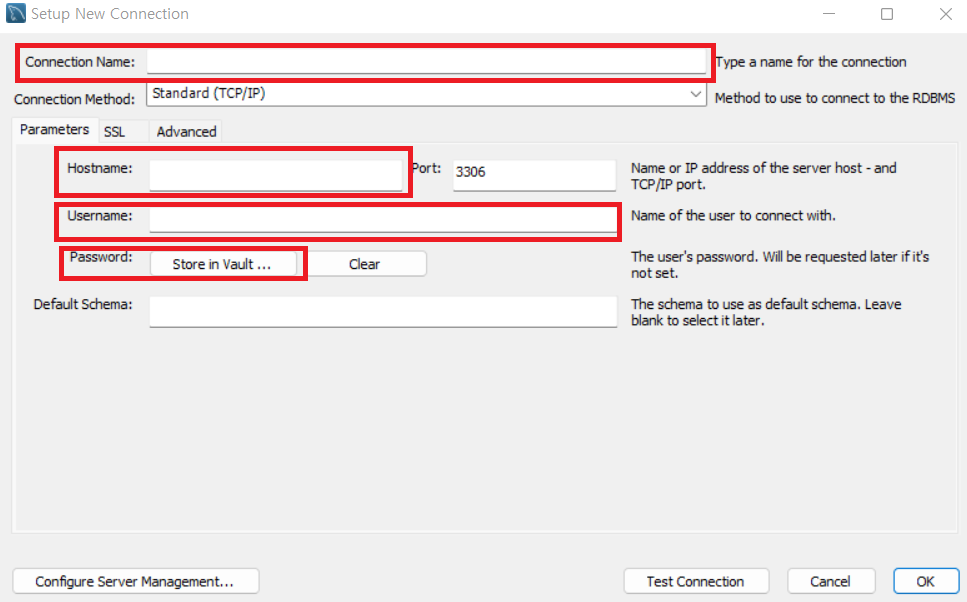 Setup New Connection
Connection Name:
Type a name for the connection
Connection Method:
Standard (TCP/IP)
Method to use to connect to the RDBMS
Parameters SSL Advanced
Hostname:
Port: 3306
Name or IP address of the server host - and
TCP/IP port.
Username:
Name of the user to connect with.
Password:
Store in Vault ...
Clear
The user's password. Will be requested later if it's
not set.
Default Schema:
The schema to use as default schema. Leave
blank to select it later.
Configure Server Management...
Test Connection
Cancel
OK